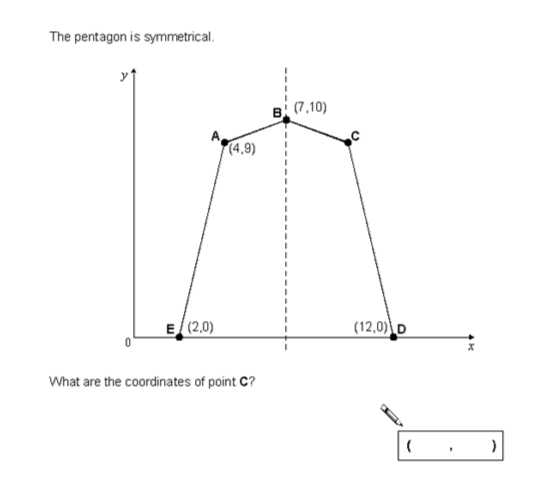 The pentagon is symmetrical.
y
B (7,10)
A C
(4,9)
E (2,0) (12,0) D
0 x
What are the coordinates of point C?
( , )